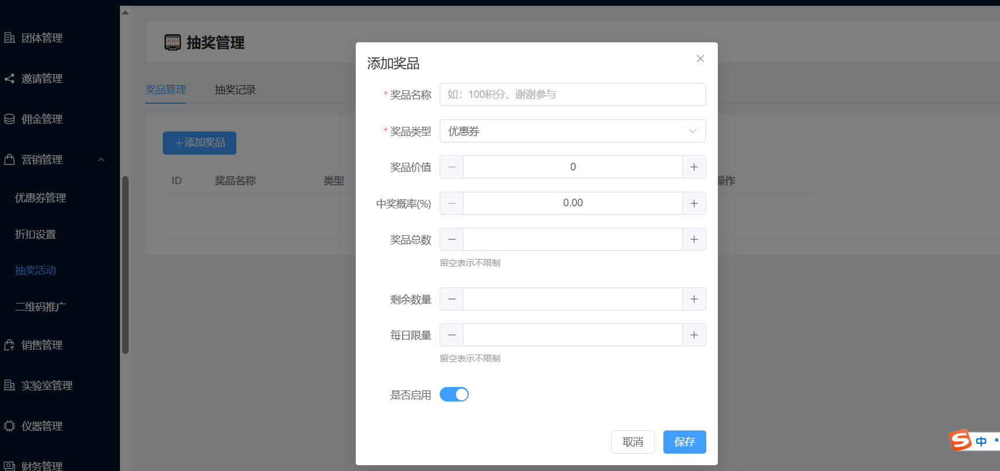 团体管理
邀请管理
佣金管理
营销管理
优惠券管理
折扣设置
抽奖活动
二维码推广
销售管理
实验室管理
仪器管理
财务管理
777
抽奖管理
奖品管理
抽奖记录
+添加奖品
ID
奖品名称
类型
操作
添加奖品
* 奖品名称
如：100积分、谢谢参与
* 奖品类型
优惠券
奖品价值
0
中奖概率(%)
0.00
奖品总数
留空表示不限制
剩余数量
每日限量
留空表示不限制
是否启用
取消
保存
S 中